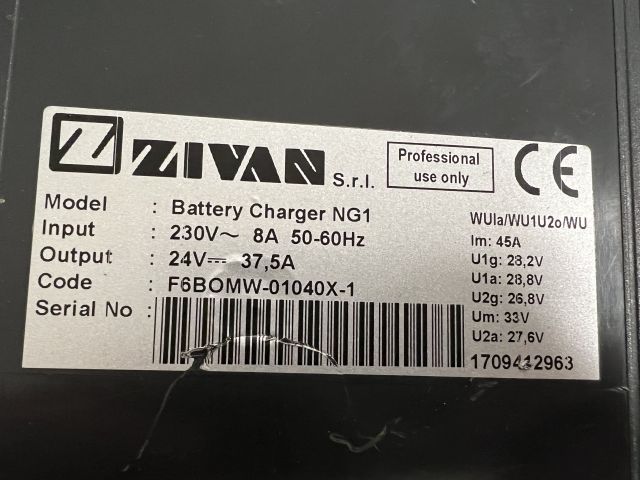 ZIVAN S.r.l.
Professional
use only
CE
Model : Battery Charger NG1
Input : 230V~ 8A 50-60Hz
Output : 24V⎓ 37,5A
Code : F6BOMW-01040X-1
Serial No :
WUIa/WU1U2o/WU
Im: 45A
U1g: 28,2V
U1a: 28,8V
U2g: 26,8V
Um: 33V
U2a: 27,6V
1709412963